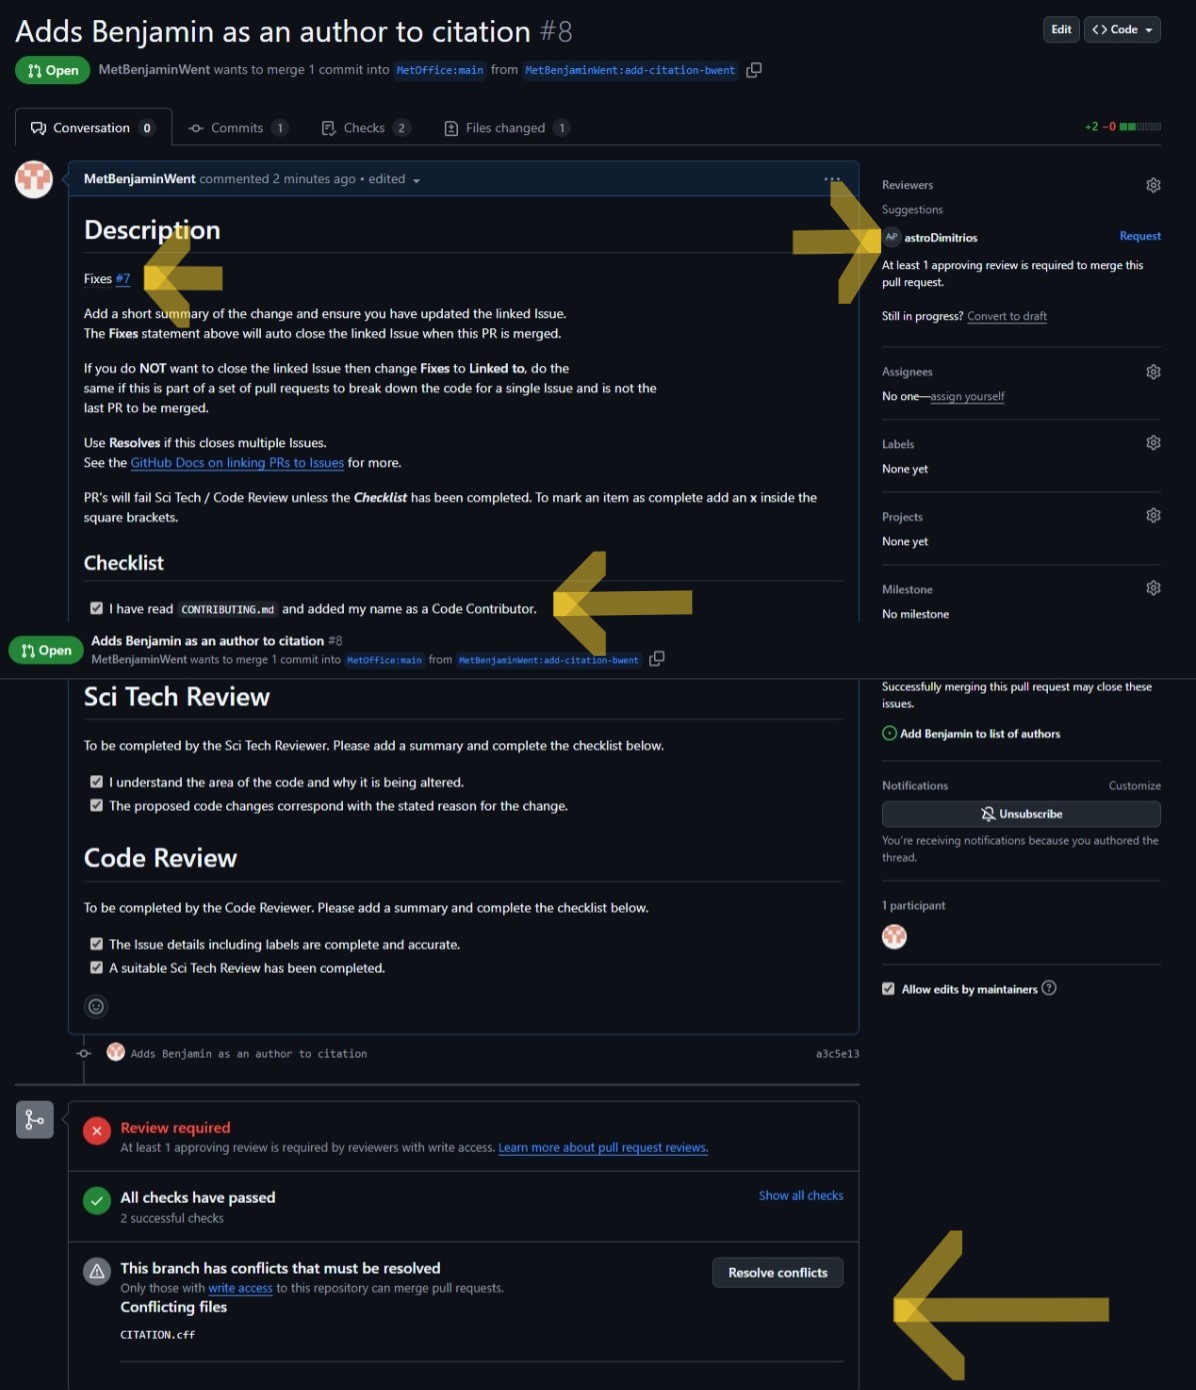 Adds Benjamin as an author to citation #8
Edit
<> Code
Open
MetBenjaminWent wants to merge 1 commit into MetOffice:main from MetBenjaminWent:add-citation-bwent
Conversation 0
Commits 1
Checks 2
Files changed 1
+2 −0
MetBenjaminWent commented 2 minutes ago • edited
Description
Fixes #7
Add a short summary of the change and ensure you have updated the linked Issue.
The Fixes statement above will auto close the linked Issue when this PR is merged.
If you do NOT want to close the linked Issue then change Fixes to Linked to, do the
same if this is part of a set of pull requests to break down the code for a single Issue and is not the
last PR to be merged.
Use Resolves if this closes multiple Issues.
See the GitHub Docs on linking PRs to Issues for more.
PR's will fail Sci Tech / Code Review unless the Checklist has been completed. To mark an item as complete add an x inside the
square brackets.
Checklist
I have read CONTRIBUTING.md and added my name as a Code Contributor.
Reviewers
Suggestions
astroDimitrios
Request
At least 1 approving review is required to merge this
pull request.
Still in progress? Convert to draft
Assignees
No one—assign yourself
Labels
None yet
Projects
None yet
Milestone
No milestone
Open
Adds Benjamin as an author to citation #8
MetBenjaminWent wants to merge 1 commit into MetOffice:main from MetBenjaminWent:add-citation-bwent
Sci Tech Review
To be completed by the Sci Tech Reviewer. Please add a summary and complete the checklist below.
I understand the area of the code and why it is being altered.
The proposed code changes correspond with the stated reason for the change.
Code Review
To be completed by the Code Reviewer. Please add a summary and complete the checklist below.
The Issue details including labels are complete and accurate.
A suitable Sci Tech Review has been completed.
Successfully merging this pull request may close these
issues.
Add Benjamin to list of authors
Notifications
Customize
Unsubscribe
You're receiving notifications because you authored the
thread.
1 participant
Allow edits by maintainers
Adds Benjamin as an author to citation
a3c5e13
Review required
At least 1 approving review is required by reviewers with write access. Learn more about pull request reviews.
All checks have passed
2 successful checks
Show all checks
This branch has conflicts that must be resolved
Only those with write access to this repository can merge pull requests.
Resolve conflicts
Conflicting files
CITATION.cff